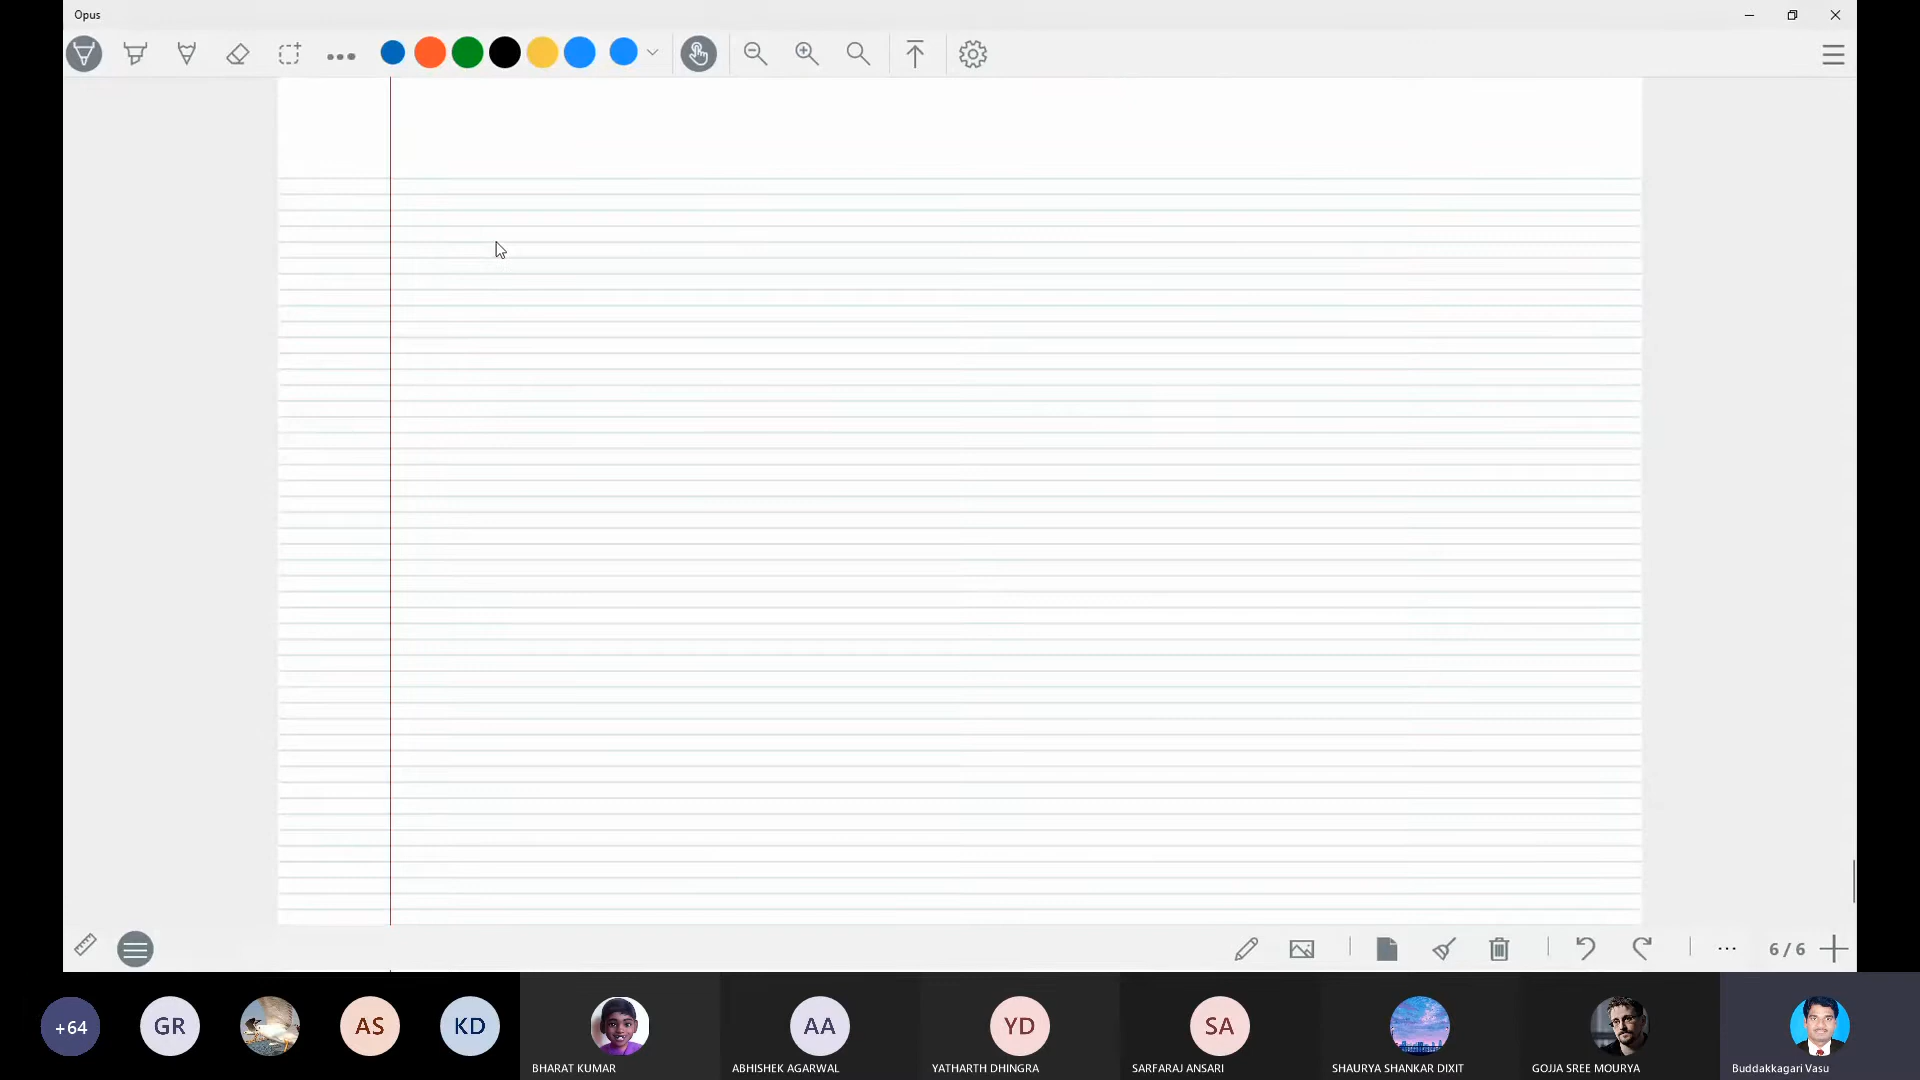 Opus
6 / 6
+64
GR
AS
KD
AA
YD
SA
BHARAT KUMAR
ABHISHEK AGARWAL
YATHARTH DHINGRA
SARFARAJ ANSARI
SHAURYA SHANKAR DIXIT
GOJJA SREE MOURYA
Buddakkagari Vasu